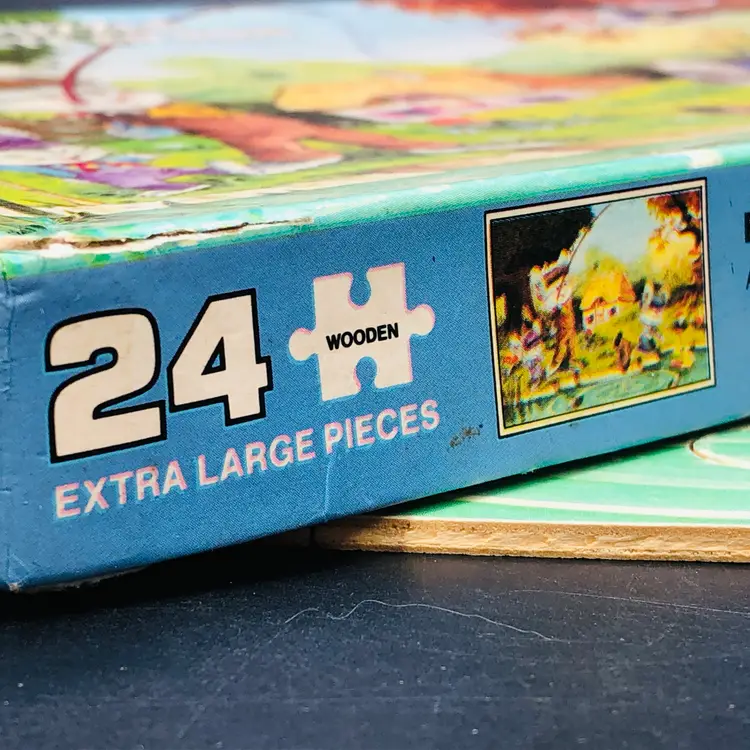 24
WOODEN
EXTRA LARGE PIECES